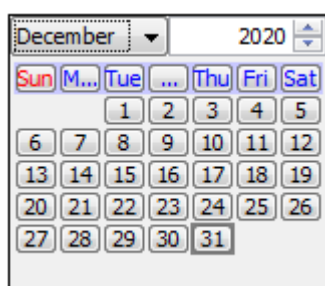 December 2020
Sun M... Tue ... Thu Fri Sat
1 2 3 4 5
6 7 8 9 10 11 12
13 14 15 16 17 18 19
20 21 22 23 24 25 26
27 28 29 30 31